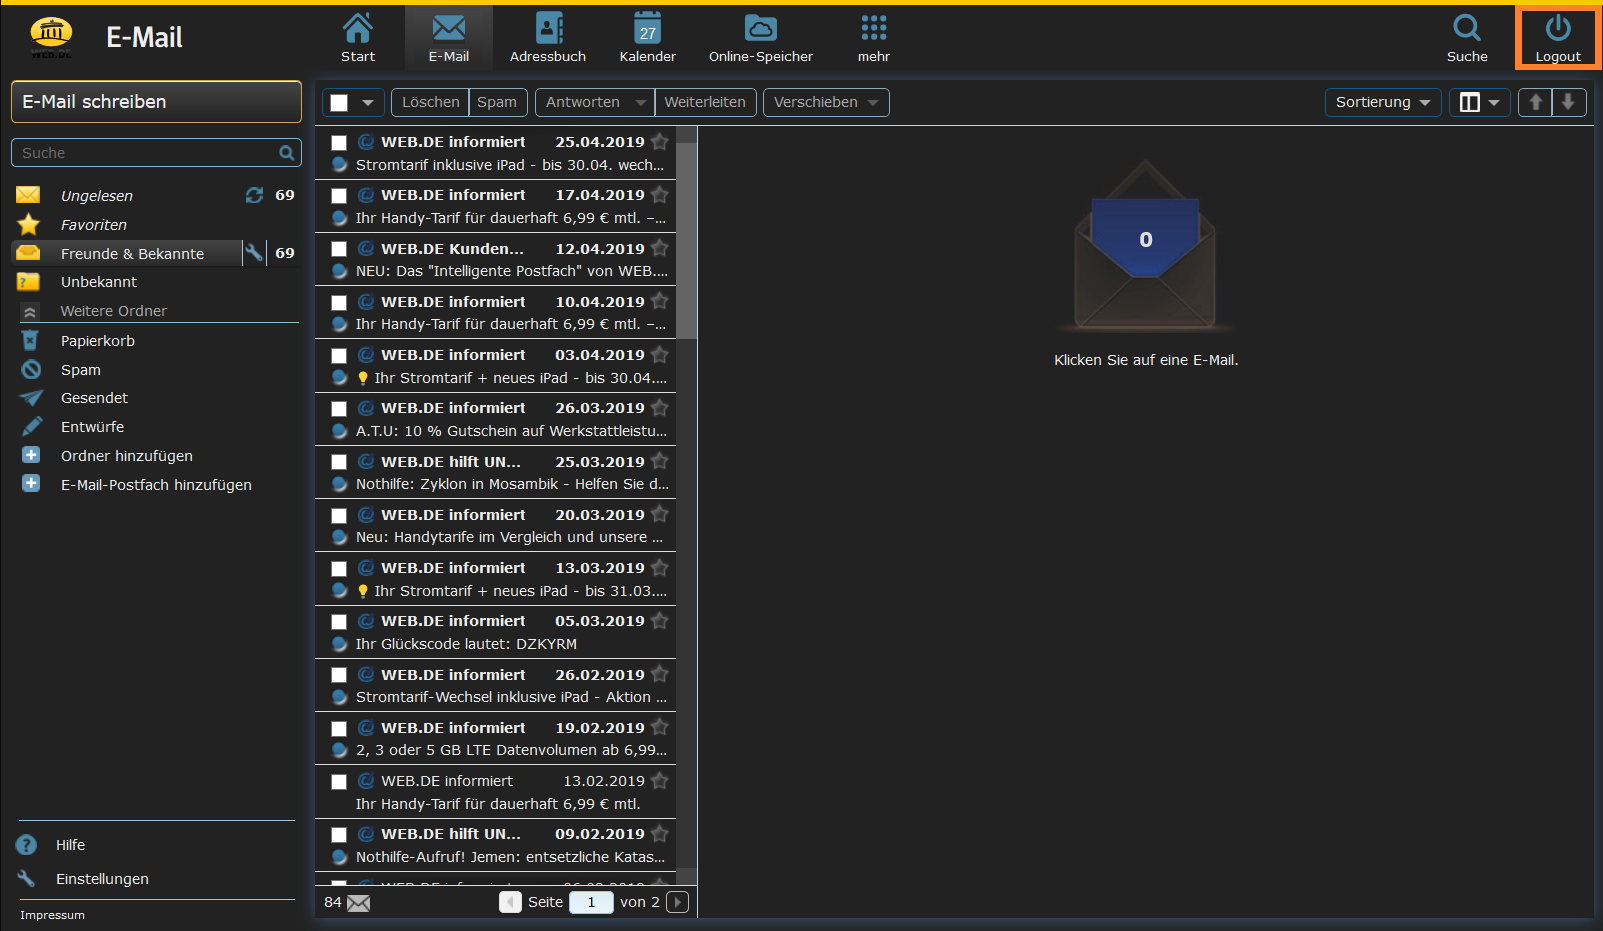 WEB.DE
E-Mail
Start
E-Mail
Adressbuch
27
Kalender
Online-Speicher
mehr
Suche
Logout
E-Mail schreiben
Suche
Ungelesen 69
Favoriten
Freunde & Bekannte 69
? Unbekannt
Weitere Ordner
Papierkorb
Spam
Gesendet
Entwürfe
Ordner hinzufügen
E-Mail-Postfach hinzufügen
? Hilfe
Einstellungen
Impressum
Löschen Spam Antworten Weiterleiten Verschieben Sortierung
@ WEB.DE informiert 25.04.2019
Stromtarif inklusive iPad - bis 30.04. wech...
@ WEB.DE informiert 17.04.2019
Ihr Handy-Tarif für dauerhaft 6,99 € mtl. –...
@ WEB.DE Kunden... 12.04.2019
NEU: Das "Intelligente Postfach" von WEB....
@ WEB.DE informiert 10.04.2019
Ihr Handy-Tarif für dauerhaft 6,99 € mtl. –...
@ WEB.DE informiert 03.04.2019
Ihr Stromtarif + neues iPad - bis 30.04....
@ WEB.DE informiert 26.03.2019
A.T.U: 10 % Gutschein auf Werkstattleistu...
@ WEB.DE hilft UN... 25.03.2019
Nothilfe: Zyklon in Mosambik - Helfen Sie d...
@ WEB.DE informiert 20.03.2019
Neu: Handytarife im Vergleich und unsere ...
@ WEB.DE informiert 13.03.2019
Ihr Stromtarif + neues iPad - bis 31.03....
@ WEB.DE informiert 05.03.2019
Ihr Glückscode lautet: DZKYRM
@ WEB.DE informiert 26.02.2019
Stromtarif-Wechsel inklusive iPad - Aktion ...
@ WEB.DE informiert 19.02.2019
2, 3 oder 5 GB LTE Datenvolumen ab 6,99...
@ WEB.DE informiert 13.02.2019
Ihr Handy-Tarif für dauerhaft 6,99 € mtl.
@ WEB.DE hilft UN... 09.02.2019
Nothilfe-Aufruf! Jemen: entsetzliche Katas...
@ WEB.DE informiert
84 Seite 1 von 2
0
Klicken Sie auf eine E-Mail.